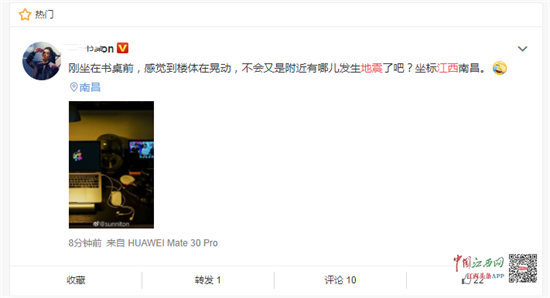 热门
刚坐在书桌前，感觉到楼体在晃动，不会又是附近有哪儿发生地震了吧？坐标江西南昌。
南昌
@sunniton
8分钟前 来自 HUAWEI Mate 30 Pro
中国江西网
江西头条APP
收藏
转发 1
评论 10
22